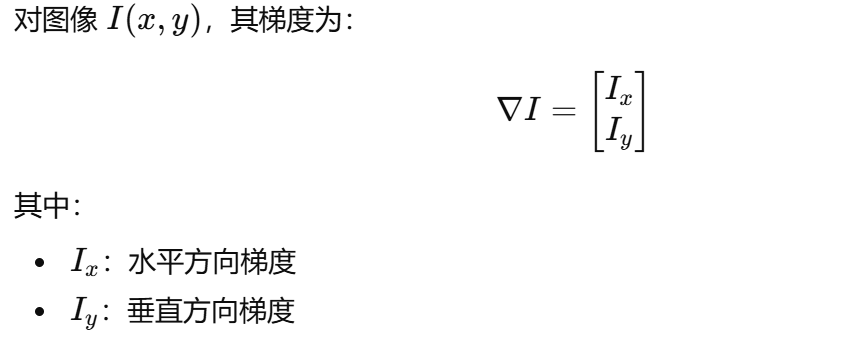 对图像 I(x, y)，其梯度为：
∇I = [I_x
I_y]
其中：
• I_x：水平方向梯度
• I_y：垂直方向梯度